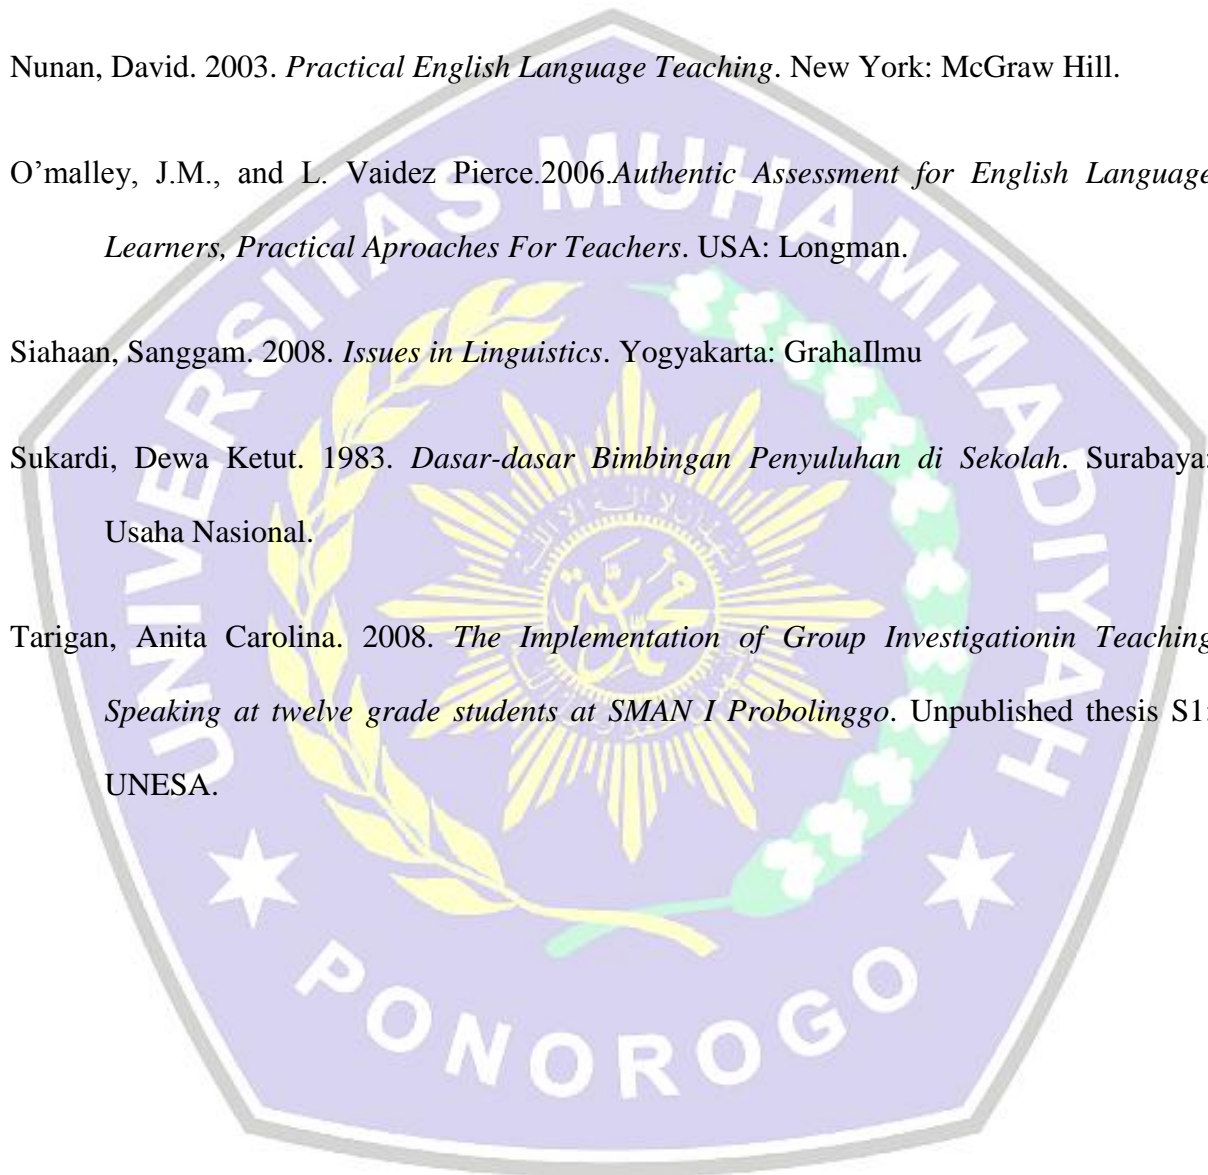 Nunan, David. 2003. Practical English Language Teaching. New York: McGraw Hill.
O’malley, J.M., and L. Vaidez Pierce.2006.Authentic Assessment for English Language
Learners, Practical Aproaches For Teachers. USA: Longman.
Siahaan, Sanggam. 2008. Issues in Linguistics. Yogyakarta: GrahaIlmu
Sukardi, Dewa Ketut. 1983. Dasar-dasar Bimbingan Penyuluhan di Sekolah. Surabaya:
Usaha Nasional.
Tarigan, Anita Carolina. 2008. The Implementation of Group Investigationin Teaching
Speaking at twelve grade students at SMAN I Probolinggo. Unpublished thesis S1:
UNESA.
UNIVERSITAS MUHAMMADIYAH
PONOROGO